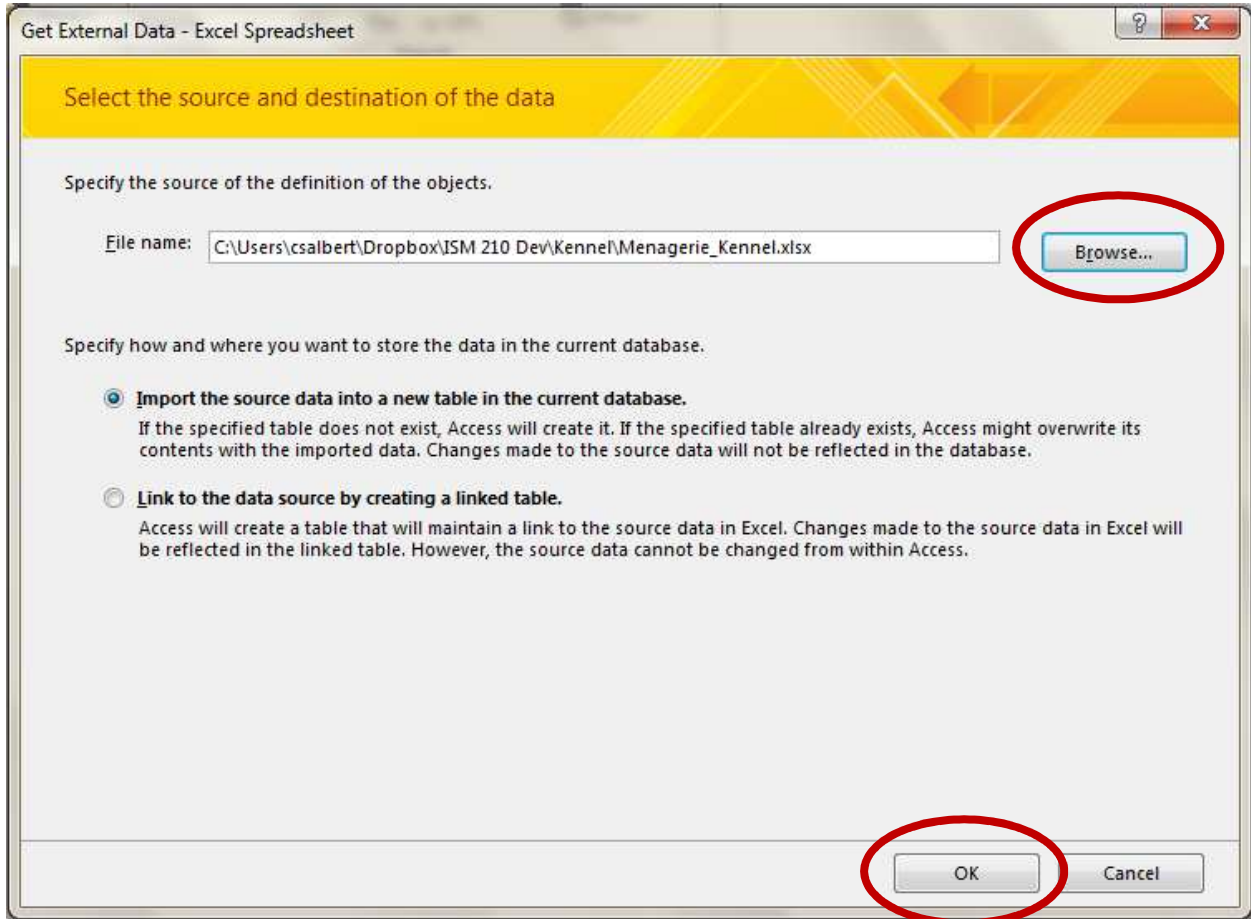 Get External Data - Excel Spreadsheet
Select the source and destination of the data
Specify the source of the definition of the objects.
File name: C:\Users\csalbert\Dropbox\ISM 210 Dev\Kennel\Menagerie_Kennel.xlsx Browse...
Specify how and where you want to store the data in the current database.
Import the source data into a new table in the current database.
If the specified table does not exist, Access will create it. If the specified table already exists, Access might overwrite its
contents with the imported data. Changes made to the source data will not be reflected in the database.
Link to the data source by creating a linked table.
Access will create a table that will maintain a link to the source data in Excel. Changes made to the source data in Excel will
be reflected in the linked table. However, the source data cannot be changed from within Access.
OK Cancel